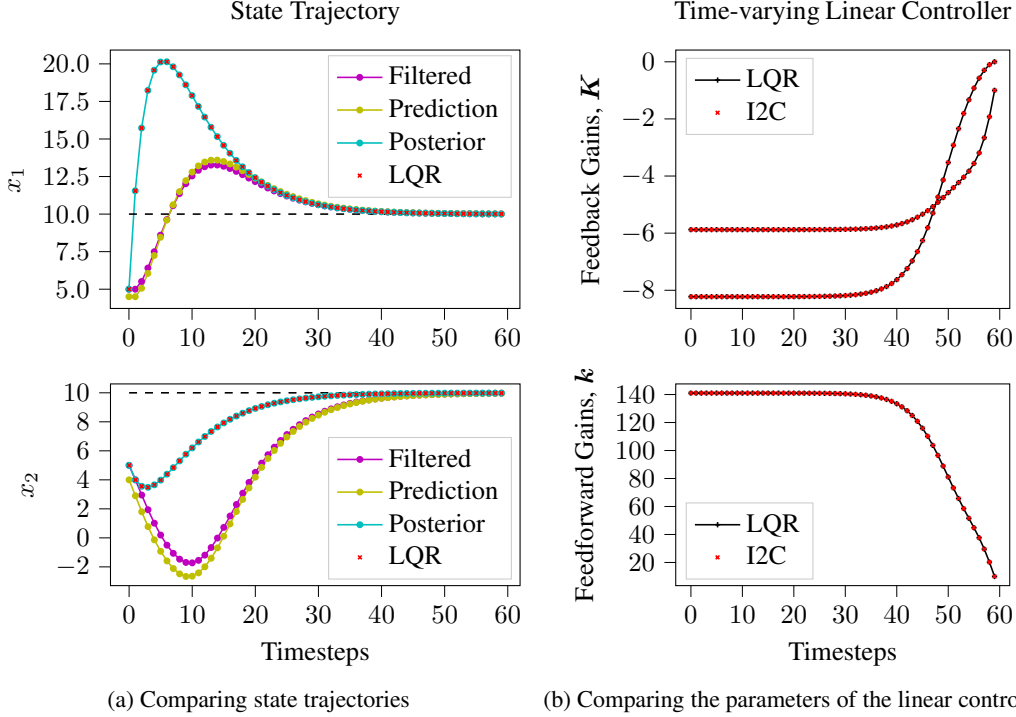 State Trajectory
20.0
17.5
15.0
12.5
10.0
7.5
5.0
x₁
Filtered
Prediction
Posterior
LQR
0 10 20 30 40 50 60
10
8
6
4
2
0
−2
x₂
Filtered
Prediction
Posterior
LQR
0 10 20 30 40 50 60
Timesteps
(a) Comparing state trajectories
Time-varying Linear Controller
0
−2
−4
−6
−8
Feedback Gains, K
LQR
I2C
0 10 20 30 40 50 60
140
120
100
80
60
40
20
Feedforward Gains, k
LQR
I2C
0 10 20 30 40 50 60
Timesteps
(b) Comparing the parameters of the linear contro